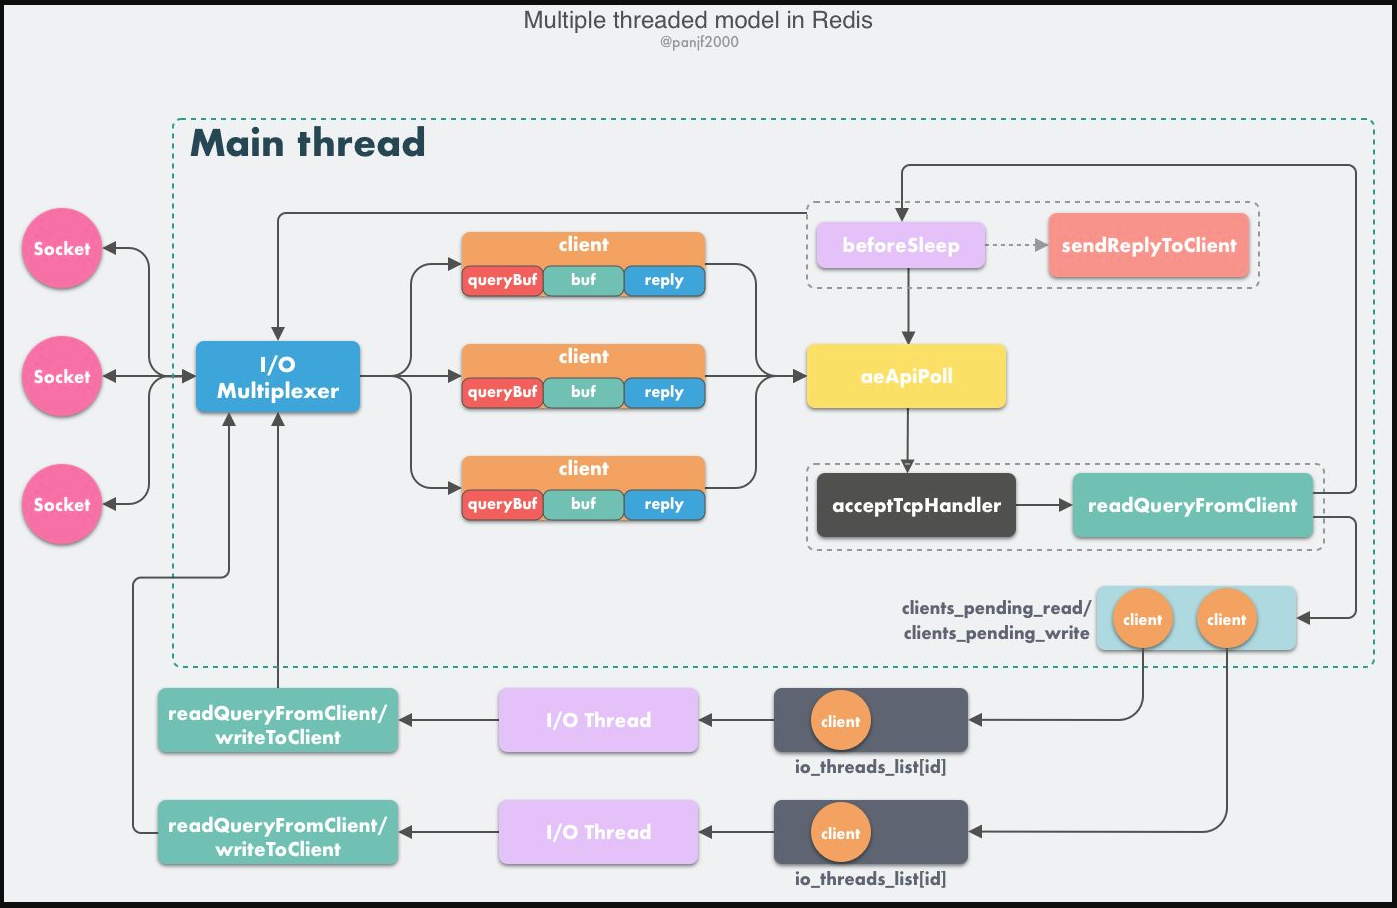 Multiple threaded model in Redis
@panjf2000
Main thread
Socket
Socket
Socket
I/O
Multiplexer
client
queryBuf buf reply
client
queryBuf buf reply
client
queryBuf buf reply
beforeSleep
sendReplyToClient
aeApiPoll
acceptTcpHandler
readQueryFromClient
clients_pending_read/
clients_pending_write
client
client
readQueryFromClient/
writeToClient
I/O Thread
client
io_threads_list[id]
readQueryFromClient/
writeToClient
I/O Thread
client
io_threads_list[id]